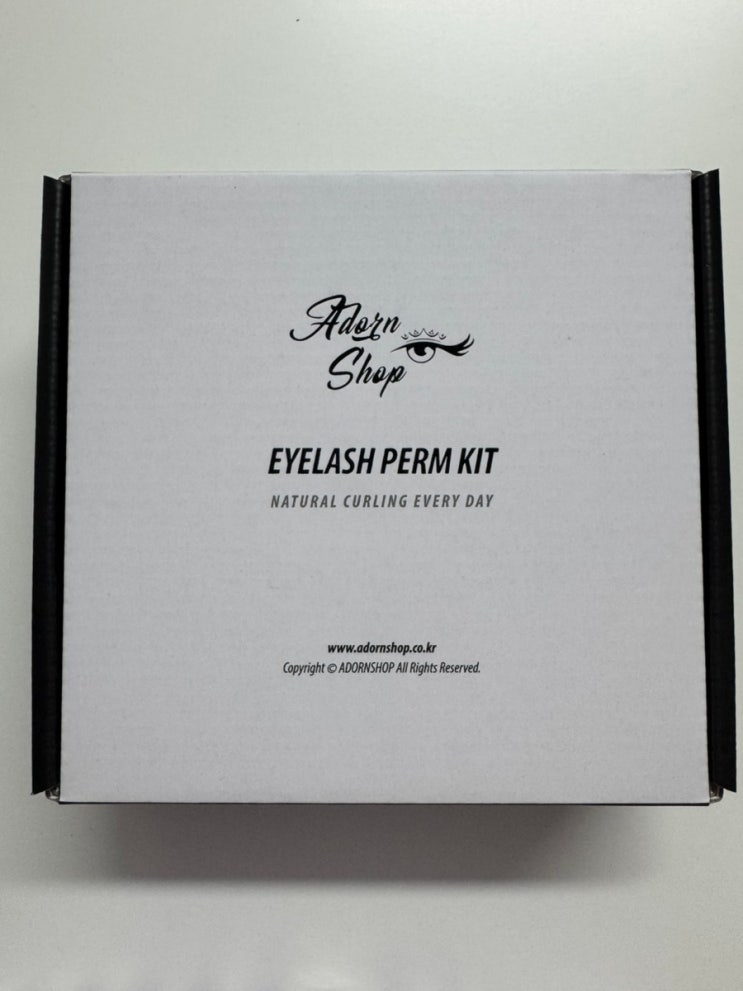 Adorn
Shop
EYELASH PERM KIT
NATURAL CURLING EVERY DAY
www.adornshop.co.kr
Copyright © ADORNSHOP All Rights Reserved.